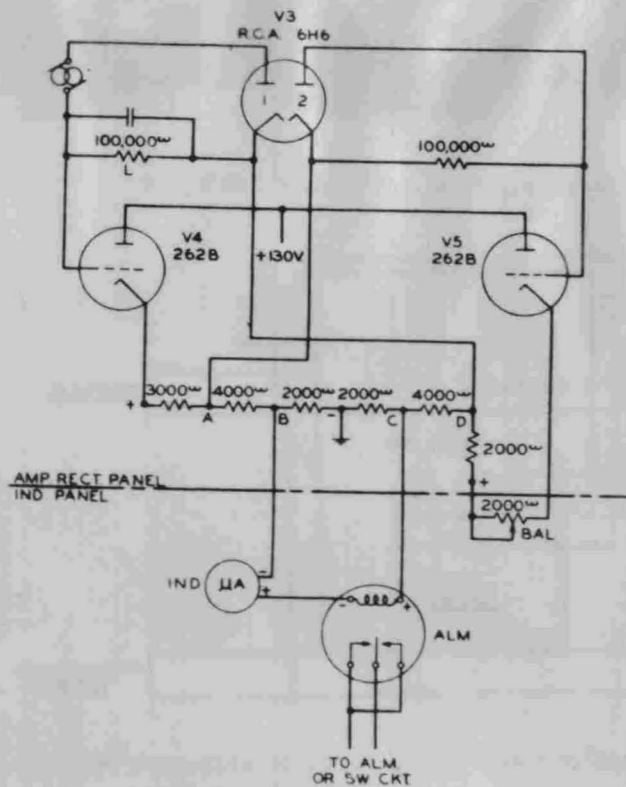 V3
R.C.A. 6H6
1 2
100,000ω
L
100,000ω
V4
262B
+130V
V5
262B
3000ω
4000ω
2000ω
2000ω
4000ω
+
A
B
-
C
D
2000ω
+
AMP. RECT PANEL
IND PANEL
2000ω
BAL
IND
µA
-
+
-
+
ALM
TO ALM.
OR SW CKT.